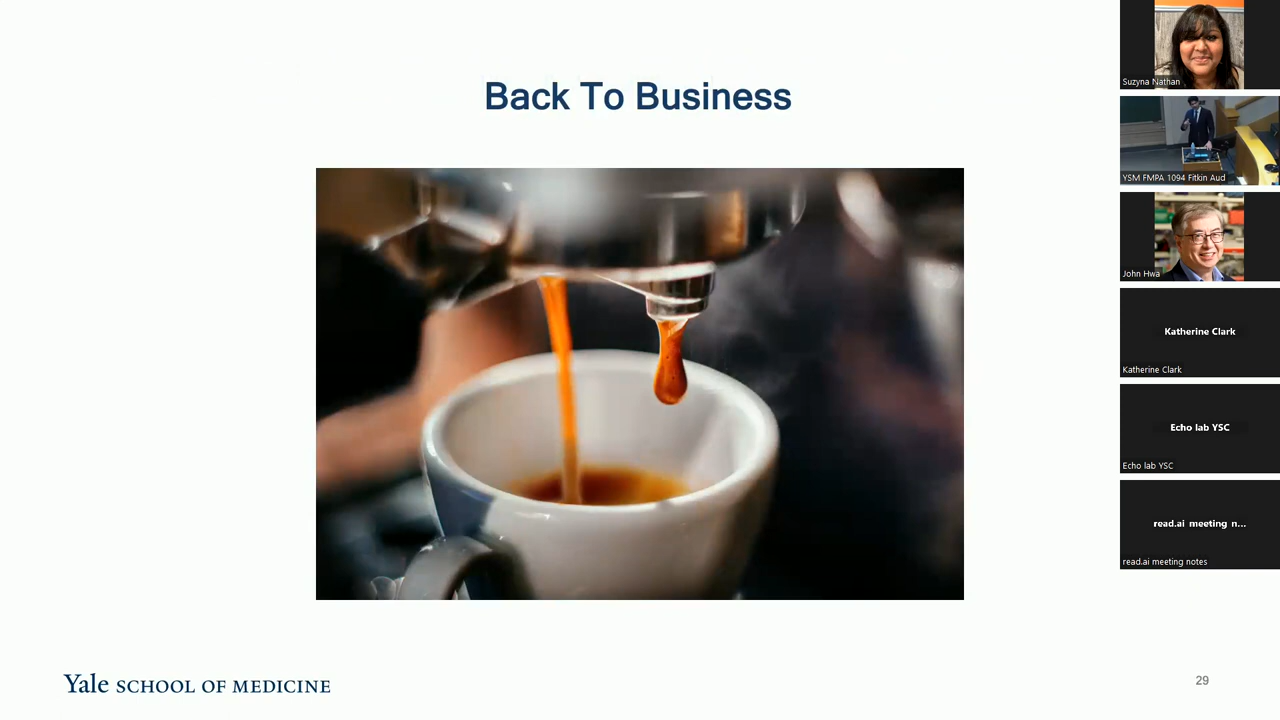 Back To Business
Yale SCHOOL OF MEDICINE
29
Suzyna Nathan
YSM FMPA 1094 Fitkin Aud
John Hwa
Katherine Clark
Katherine Clark
Echo lab YSC
Echo lab YSC
read.ai meeting n...
read.ai meeting notes